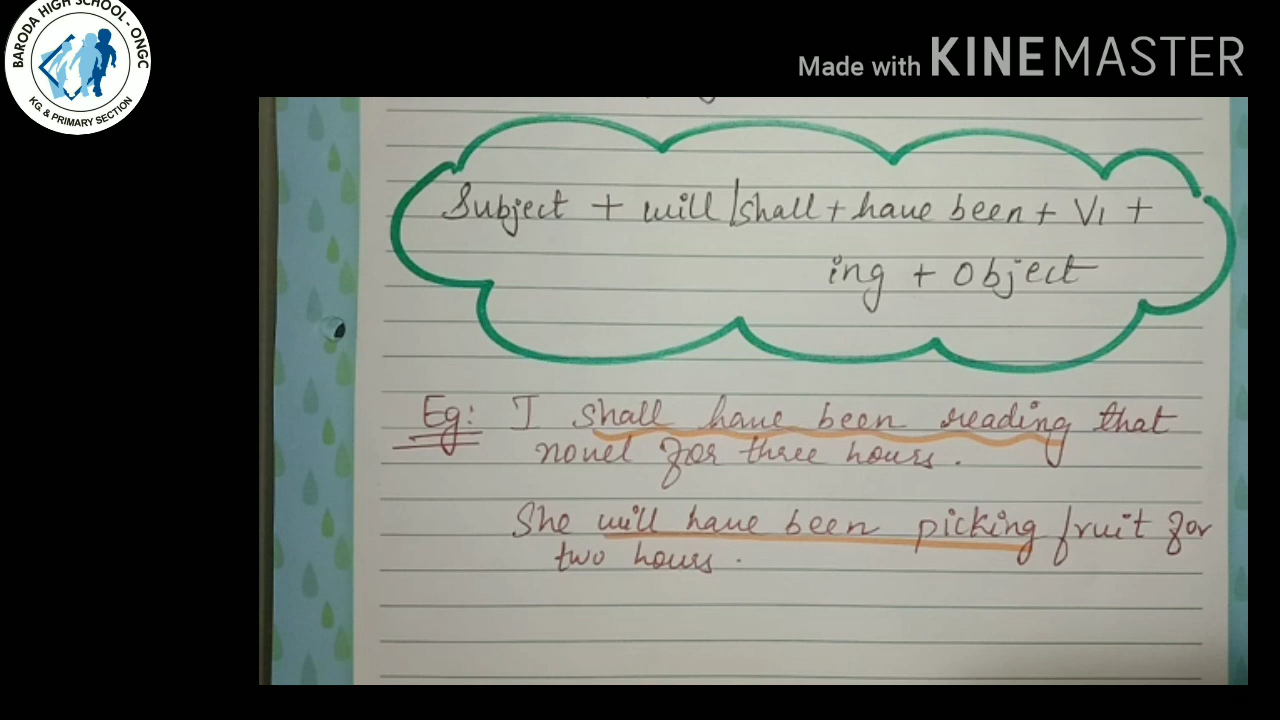 BARODA HIGH SCHOOL - ONGC
KG & PRIMARY SECTION
Made with KINEMASTER
Subject + will/shall + have been + V1 +
ing + Object
Eg: I shall have been reading that
novel for three hours.
She will have been picking fruit for
two hours.